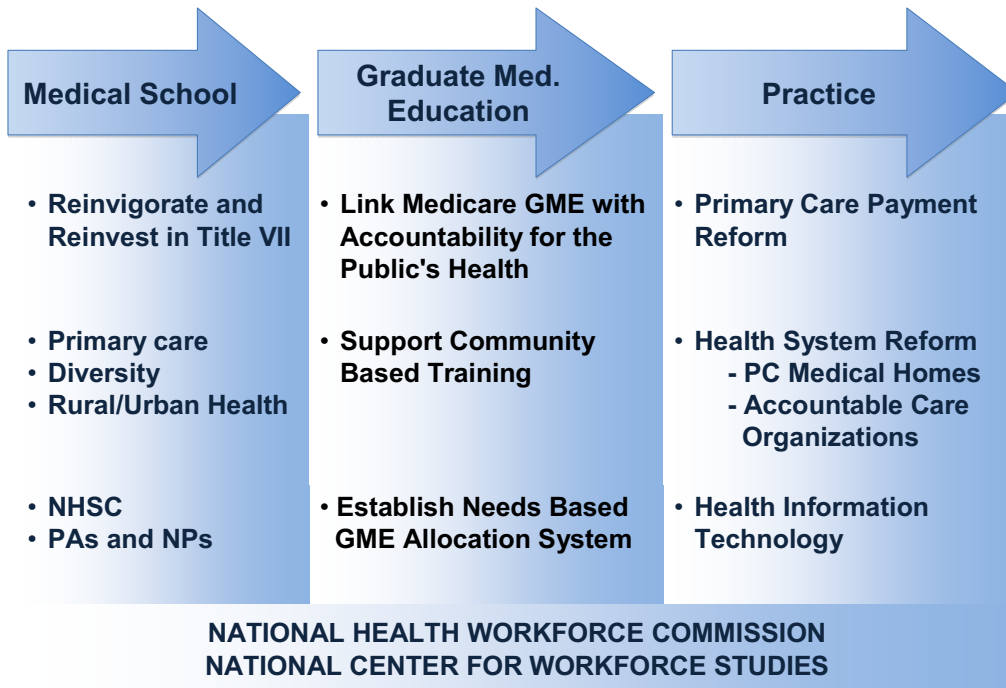 Medical School
• Reinvigorate and
Reinvest in Title VII
• Primary care
• Diversity
• Rural/Urban Health
• NHSC
• PAs and NPs
Graduate Med.
Education
• Link Medicare GME with
Accountability for the
Public's Health
• Support Community
Based Training
• Establish Needs Based
GME Allocation System
Practice
• Primary Care Payment
Reform
• Health System Reform
- PC Medical Homes
- Accountable Care
Organizations
• Health Information
Technology
NATIONAL HEALTH WORKFORCE COMMISSION
NATIONAL CENTER FOR WORKFORCE STUDIES